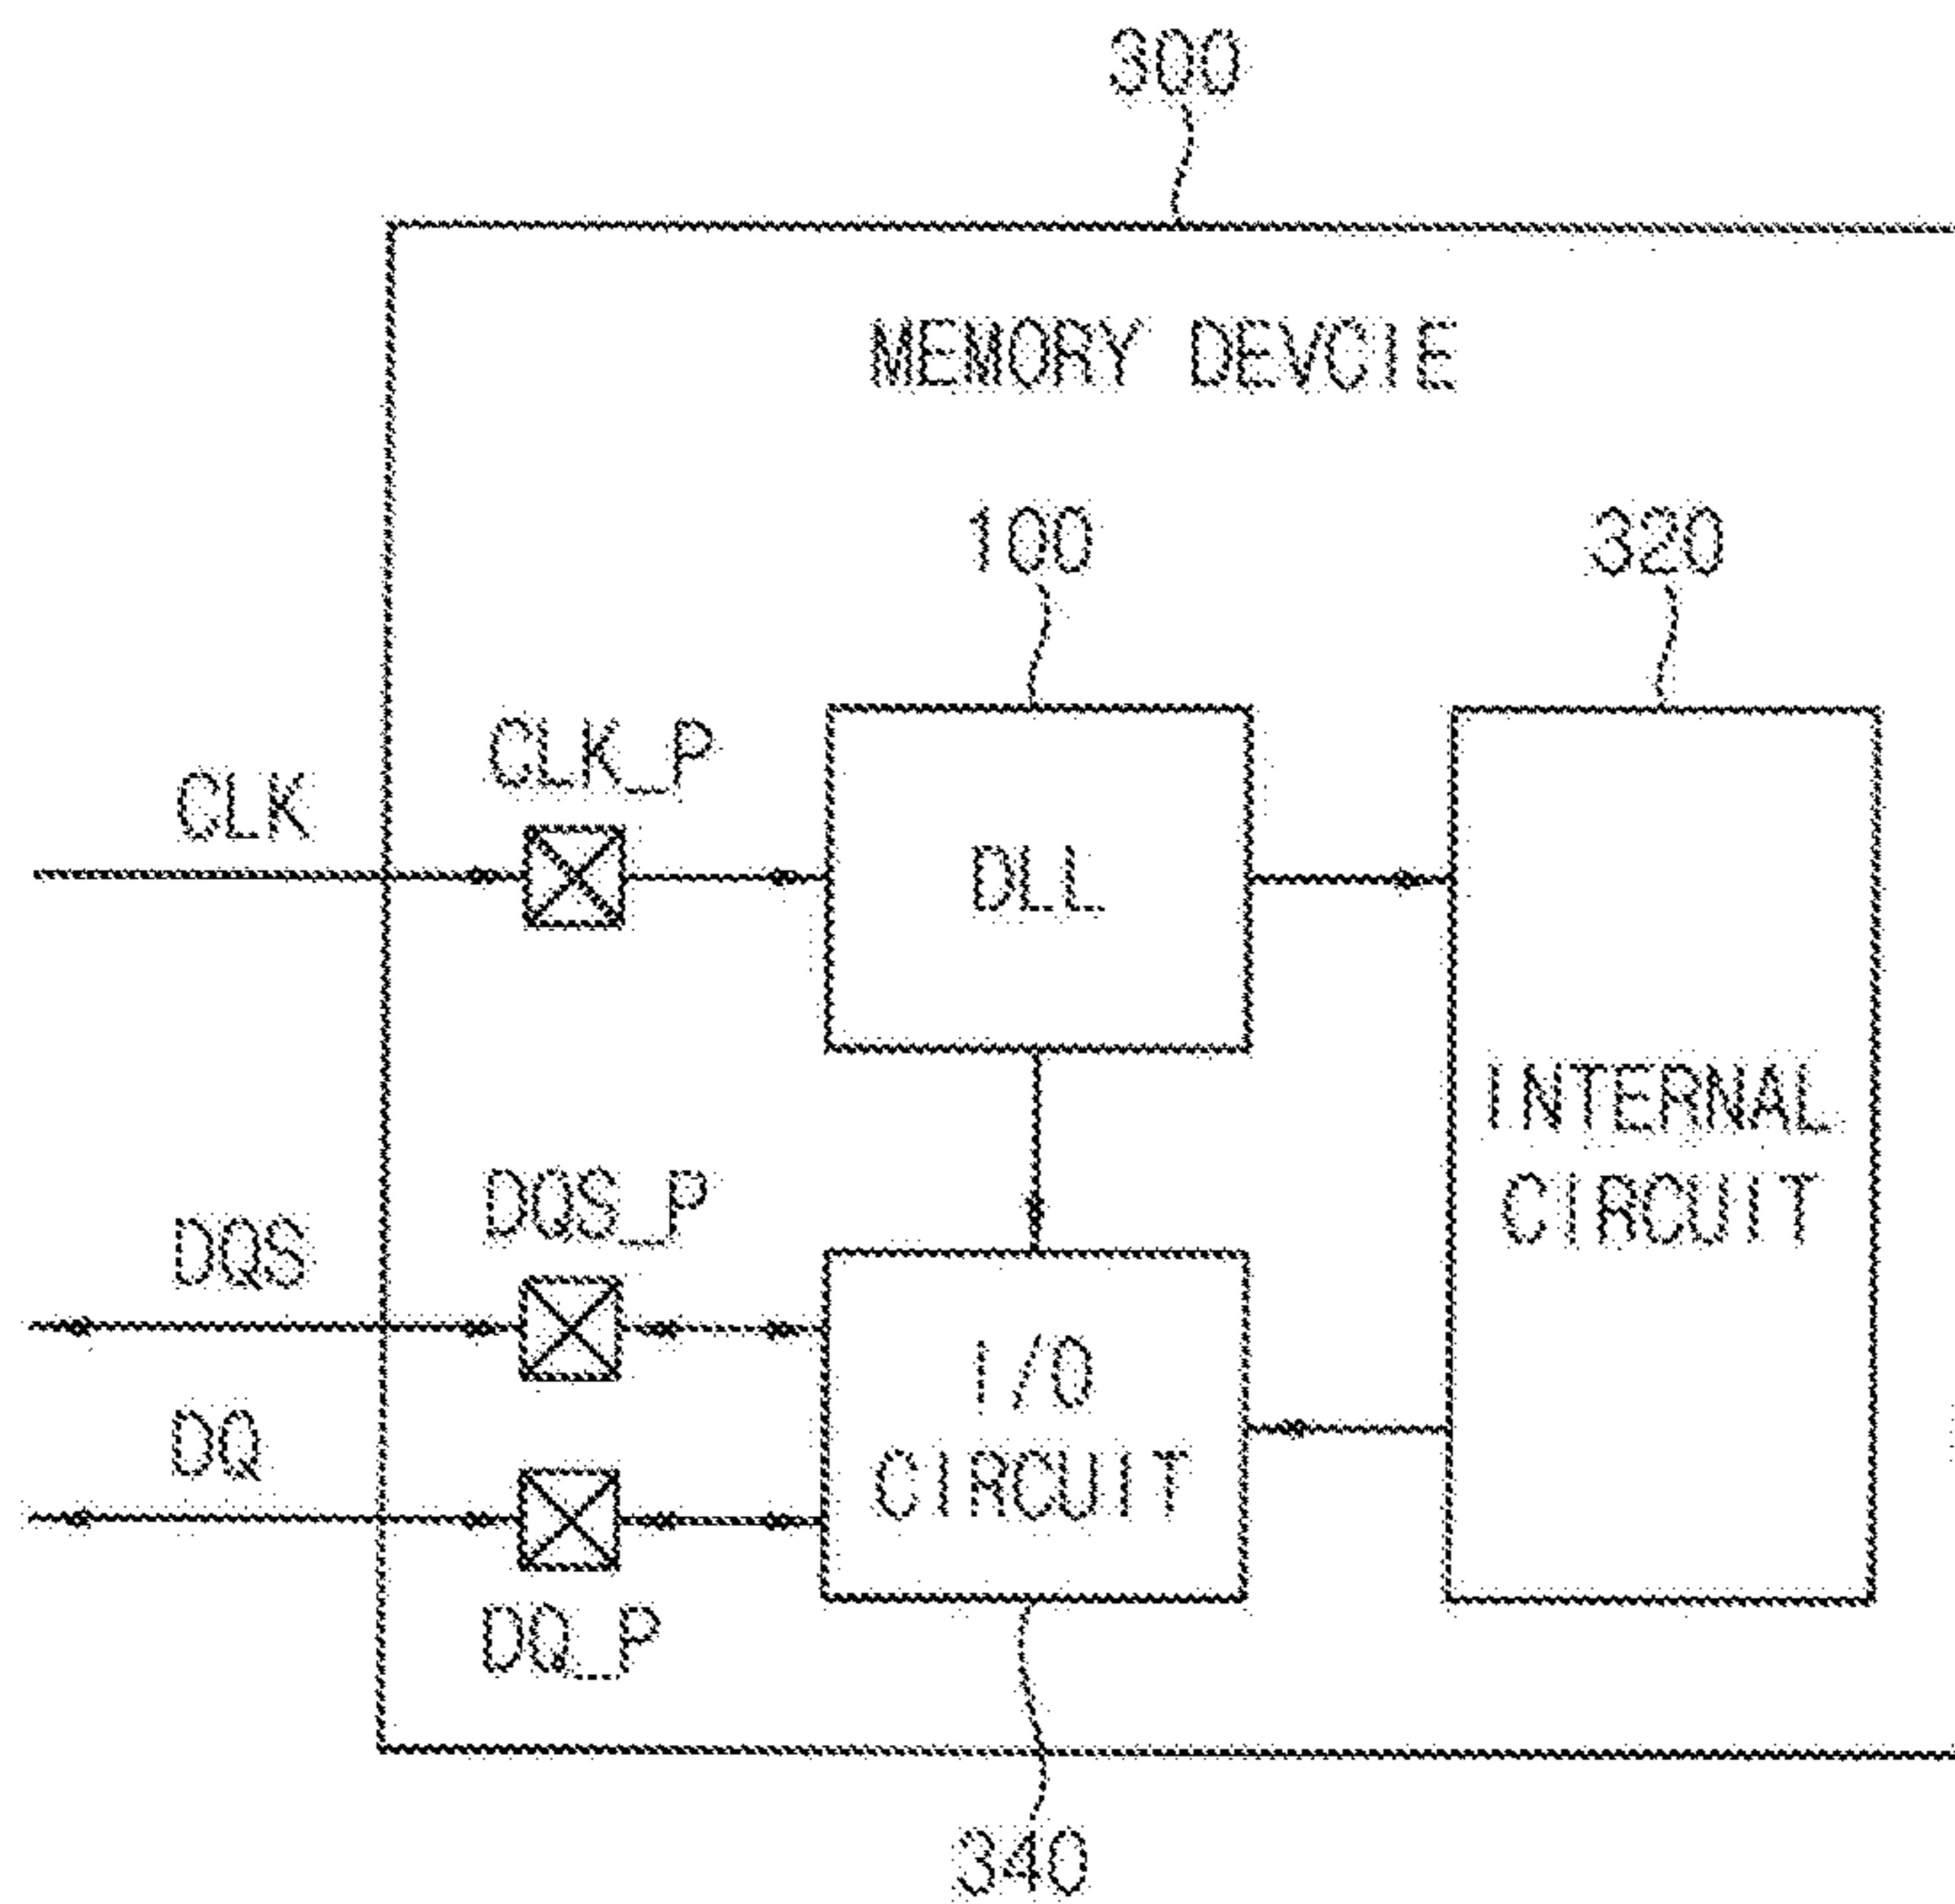 300
MEMORY DEVCIE
100
320
CLK
CLK_P
DLL
INTERNAL
CIRCUIT
DQS
DQS_P
I/O
CIRCUIT
DQ
DQ_P
340